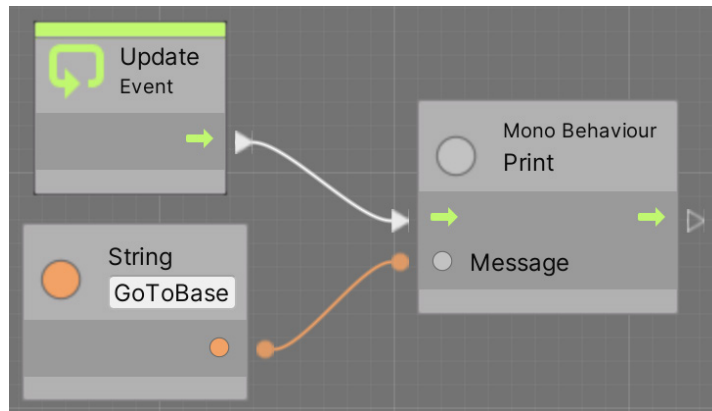 Update
Event
String
GoToBase
Mono Behaviour
Print
Message